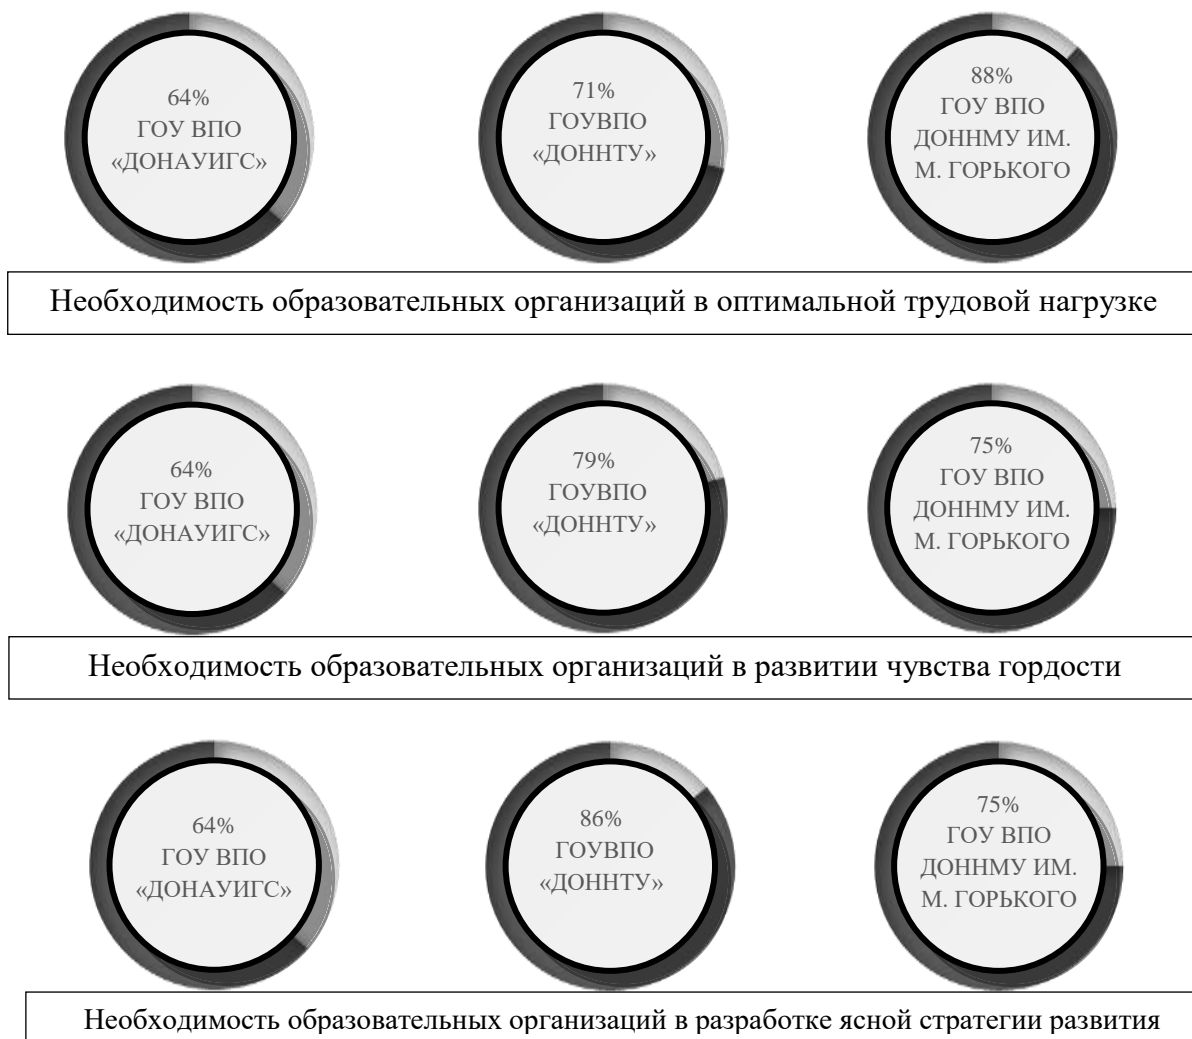 64%
ГОУ ВПО
«ДОНАУИГС»
71%
ГОУВПО
«ДОННТУ»
88%
ГОУ ВПО
ДОННМУ ИМ.
М. ГОРЬКОГО
Необходимость образовательных организаций в оптимальной трудовой нагрузке
64%
ГОУ ВПО
«ДОНАУИГС»
79%
ГОУВПО
«ДОННТУ»
75%
ГОУ ВПО
ДОННМУ ИМ.
М. ГОРЬКОГО
Необходимость образовательных организаций в развитии чувства гордости
64%
ГОУ ВПО
«ДОНАУИГС»
86%
ГОУВПО
«ДОННТУ»
75%
ГОУ ВПО
ДОННМУ ИМ.
М. ГОРЬКОГО
Необходимость образовательных организаций в разработке ясной стратегии развития